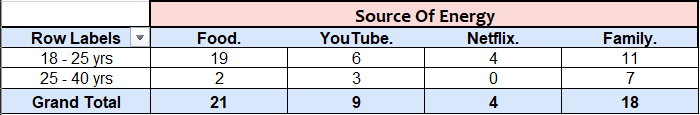 Source Of Energy
Row Labels Food. YouTube. Netflix. Family.
18 - 25 yrs 19 6 4 11
25 - 40 yrs 2 3 0 7
Grand Total 21 9 4 18